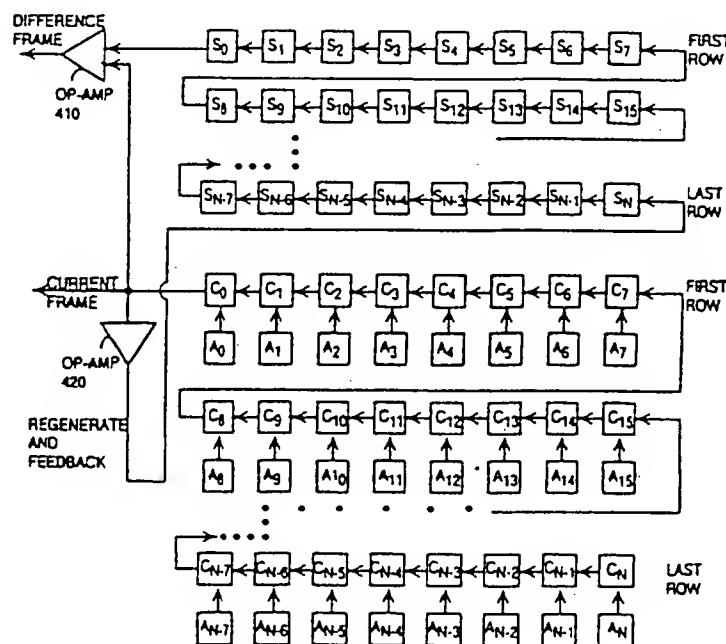 DIFFERENCE
FRAME
OP-AMP
410
S0 S1 S2 S3 S4 S5 S6 S7
FIRST
ROW
S8 S9 S10 S11 S12 S13 S14 S15
SN-7 SN-6 SN-5 SN-4 SN-3 SN-2 SN-1 SN
LAST
ROW
CURRENT
FRAME
C0 C1 C2 C3 C4 C5 C6 C7
FIRST
ROW
A0 A1 A2 A3 A4 A5 A6 A7
OP-AMP
420
REGENERATE
AND
FEEDBACK
C8 C9 C10 C11 C12 C13 C14 C15
A8 A9 A10 A11 A12 A13 A14 A15
CN-7 CN-6 CN-5 CN-4 CN-3 CN-2 CN-1 CN
LAST
ROW
AN-7 AN-6 AN-5 AN-4 AN-3 AN-2 AN-1 AN